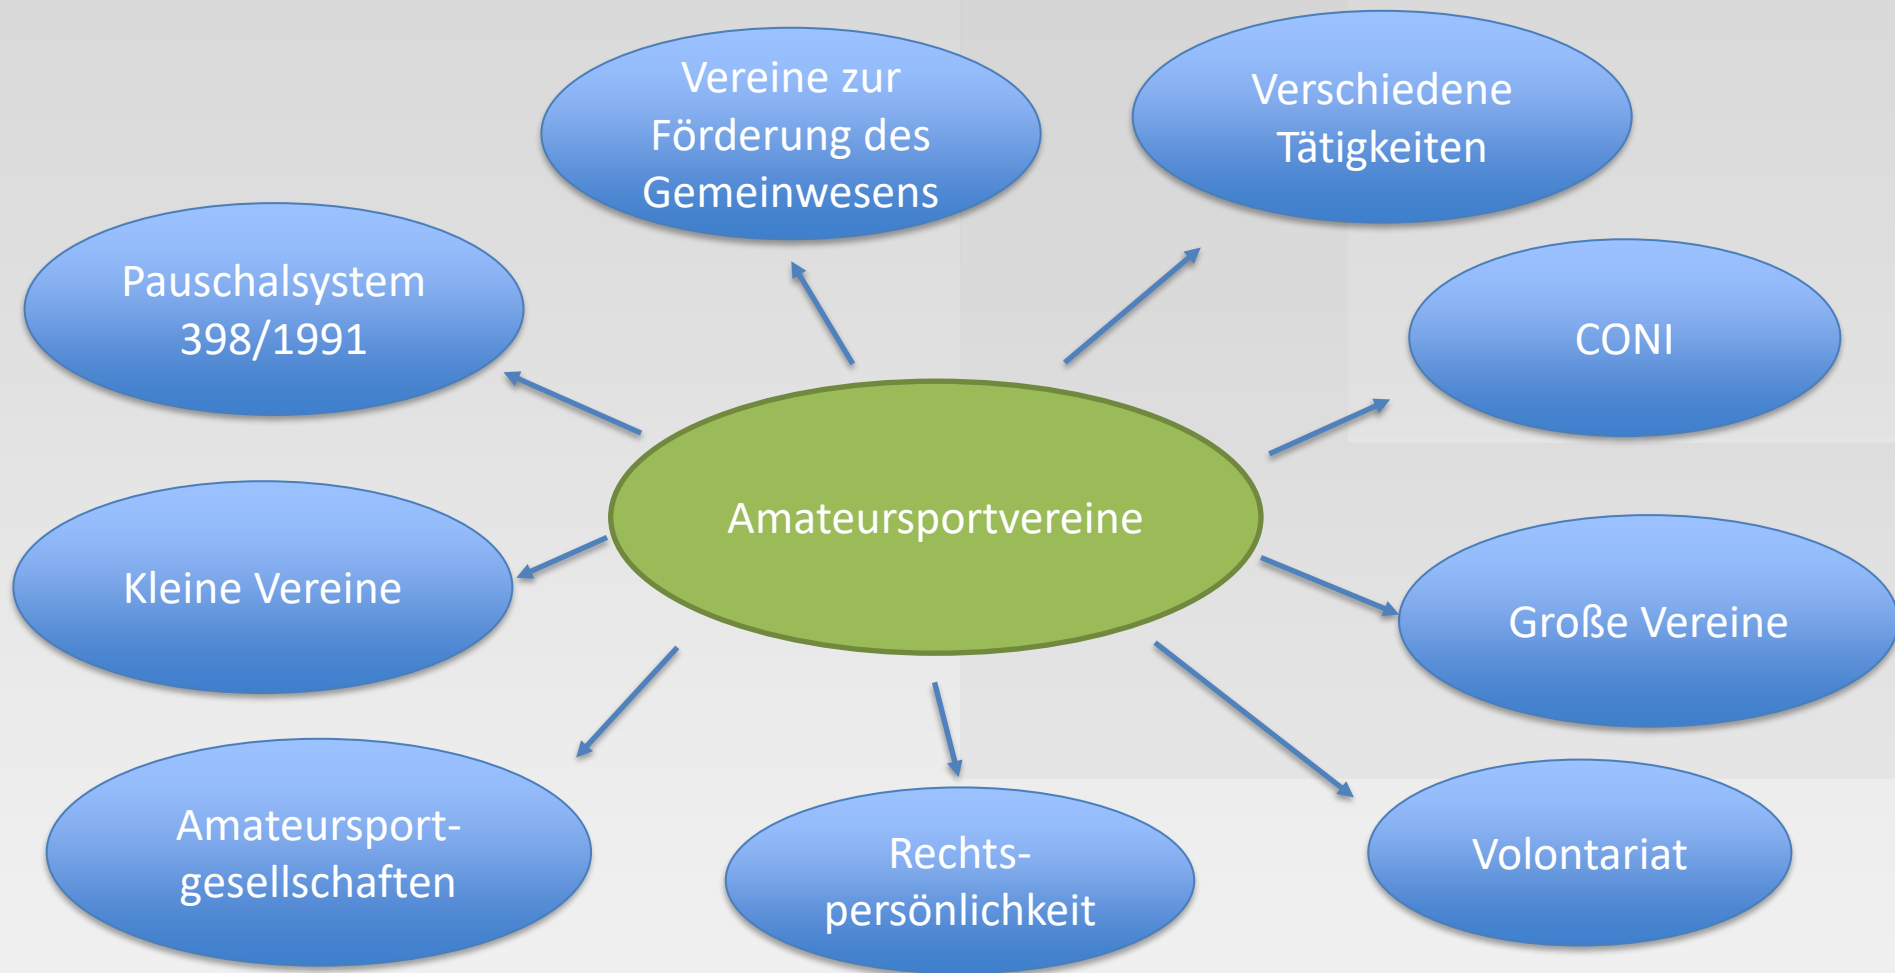 Vereine zur
Förderung des
Gemeinwesens
Verschiedene
Tätigkeiten
Pauschalsystem
398/1991
CONI
Amateursportvereine
Kleine Vereine
Große Vereine
Amateursport-
gesellschaften
Rechts-
persönlichkeit
Volontariat